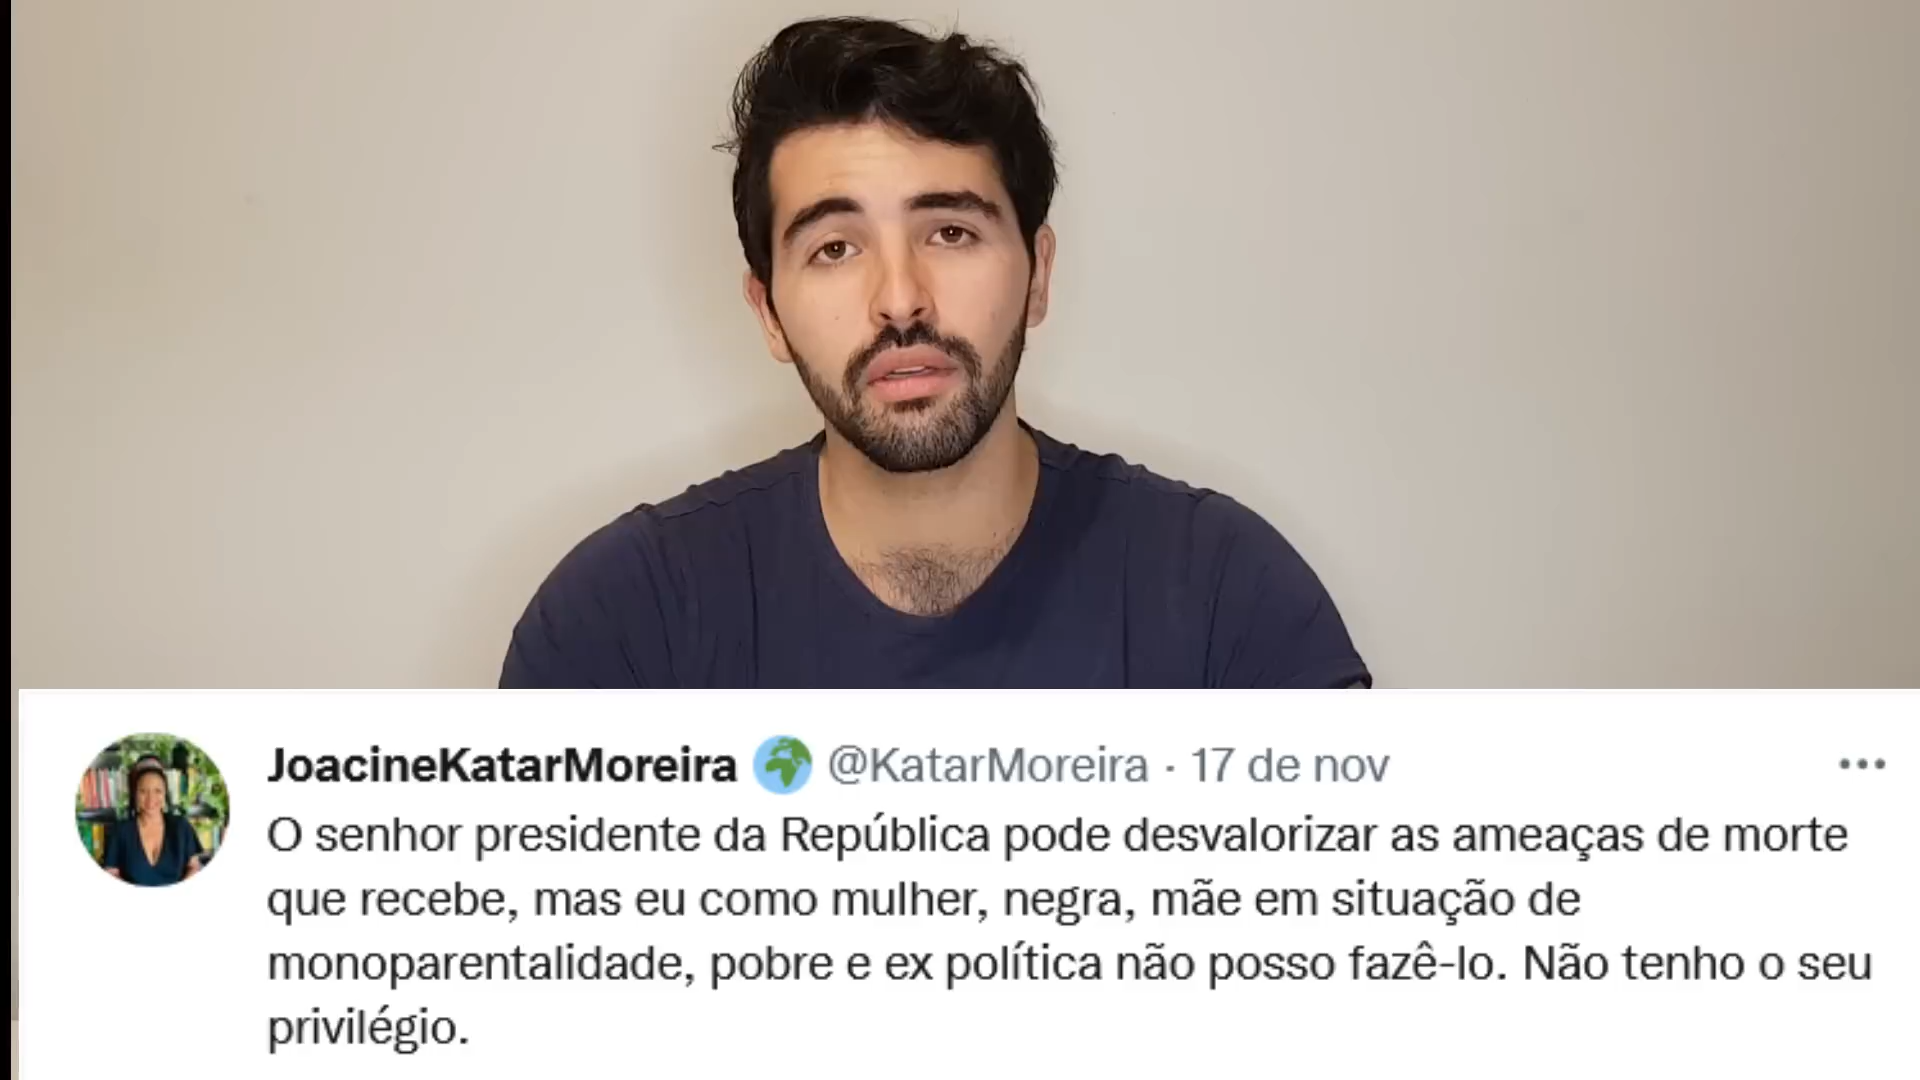 JoacineKatarMoreira @KatarMoreira · 17 de nov
O senhor presidente da República pode desvalorizar as ameaças de morte
que recebe, mas eu como mulher, negra, mãe em situação de
monoparentalidade, pobre e ex política não posso fazê-lo. Não tenho o seu
privilégio.